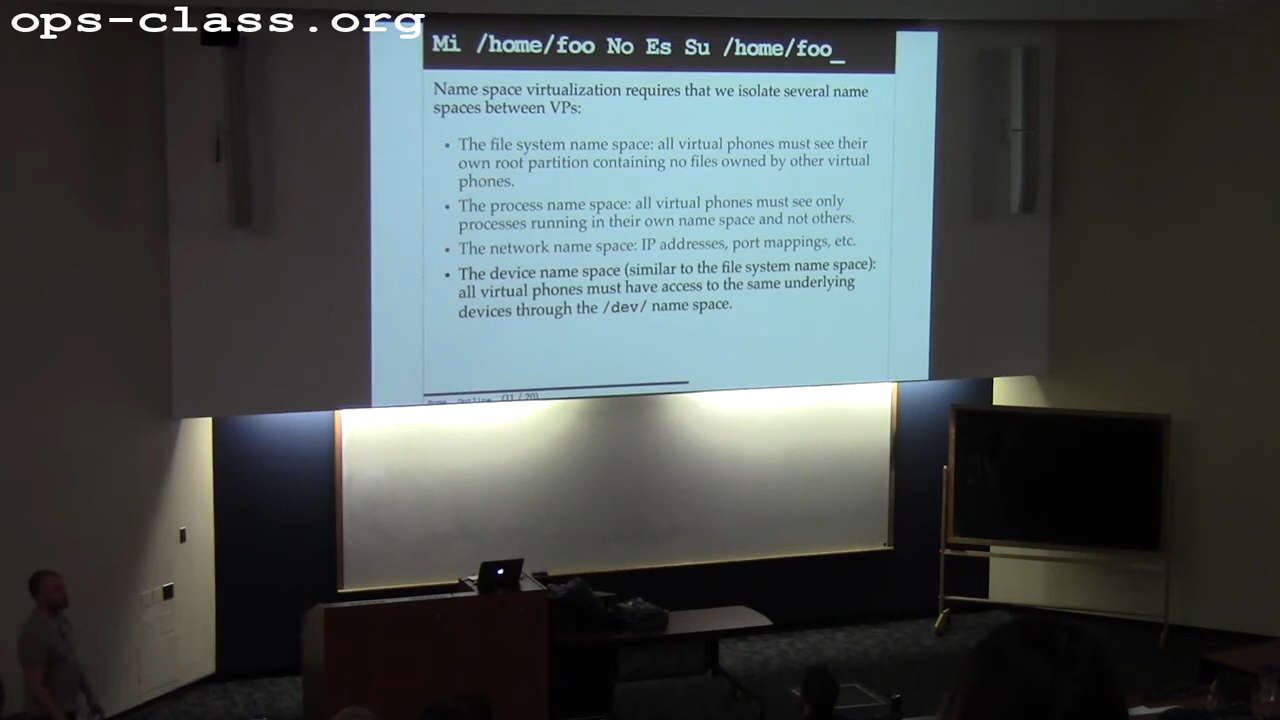 ops-class.org
Mi /home/foo No Es Su /home/foo_
Name space virtualization requires that we isolate several name
spaces between VPs:
• The file system name space: all virtual phones must see their
own root partition containing no files owned by other virtual
phones.
• The process name space: all virtual phones must see only
processes running in their own name space and not others.
• The network name space: IP addresses, port mappings, etc.
• The device name space (similar to the file system name space):
all virtual phones must have access to the same underlying
devices through the /dev/ name space.
Home Outline (11 / 20)